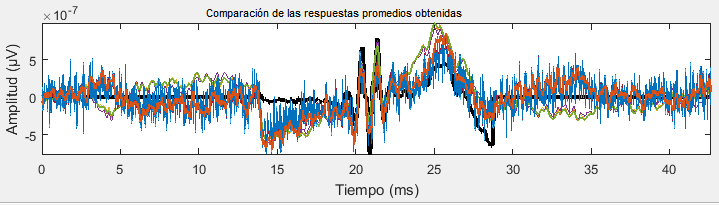 Comparación de las respuestas promedios obtenidas
×10⁻⁷
Amplitud (µV)
5
0
-5
0 5 10 15 20 25 30 35 40
Tiempo (ms)